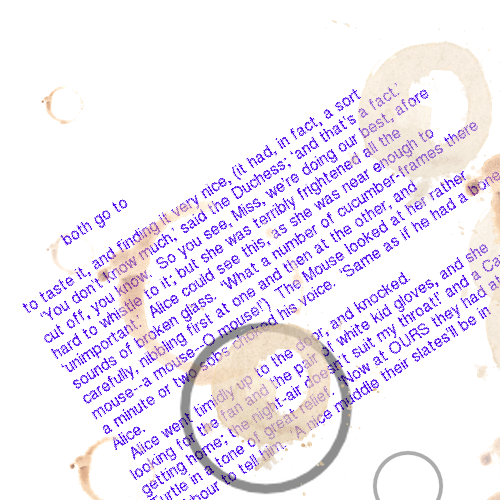 both go to
to taste it, and finding it very nice, (it had, in fact, a sort
'You don't know much,' said the Duchess; 'and that's a fact.'
cut off, you know. So you see, Miss, we're doing our best, afore
hard to whistle to it; but she was terribly frightened all the
'unimportant.' Alice could see this, as she was near enough to
sounds of broken glass. 'What a number of cucumber-frames there
carefully, nibbling first at one and then at the other, and
mouse--a mouse--O mouse!') The Mouse looked at her rather
a minute or two sobs choked his voice. 'Same as if he had a bone
Alice.
Alice went timidly up to the door, and knocked.
looking for the fan and the pair of white kid gloves, and she
getting home; the night-air doesn't suit my throat!' and a Ca
urtle in a tone of great relief. 'Now at OURS they had at
hour to tell him. 'A nice muddle their slates'll be in